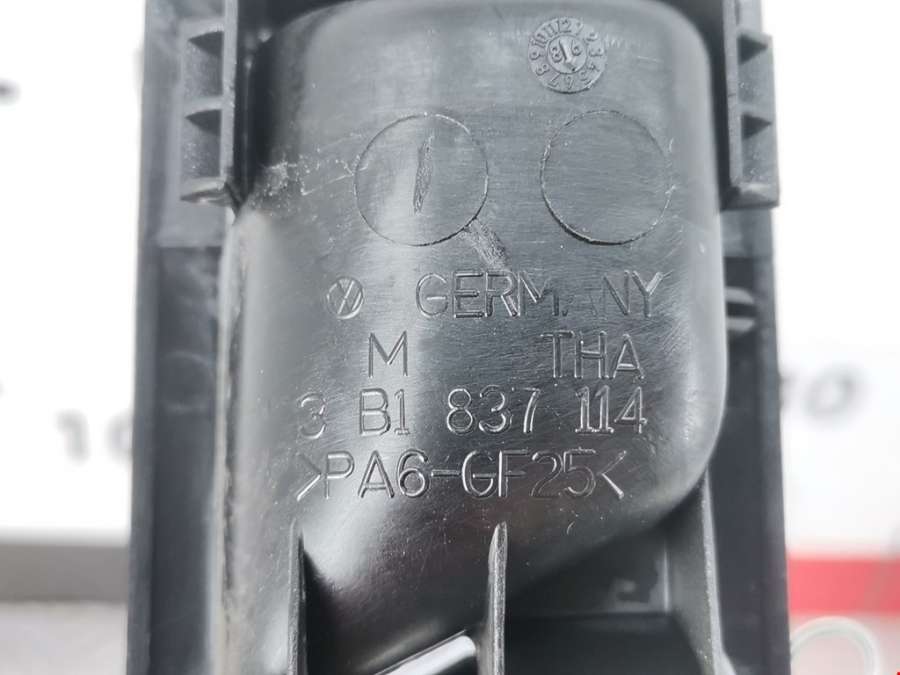 GERMANY
M THA
3 B1 837 114
>PA6-GF25<